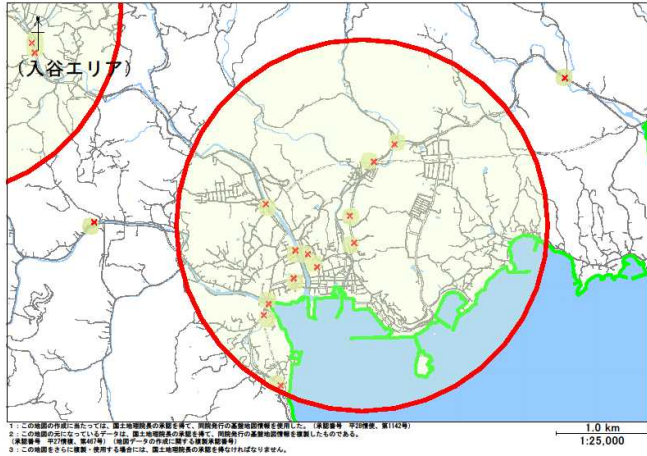 (入谷エリア)
1：この地図の作成に当たっては、国土地理院長の承認を得て、同院発行の基盤地図情報を使用した。（承認番号　平28情使、第1142号）
2：この地図の元になっているデータは、国土地理院長の承認を得て、同院発行の基盤地図情報を複製したものである。
（承認番号　平27情複、第467号）（地図データの作成に関する複製承認番号）
3：この地図をさらに複製・使用する場合には、国土地理院長の承認を得なければなりません。
1.0 km
1:25,000